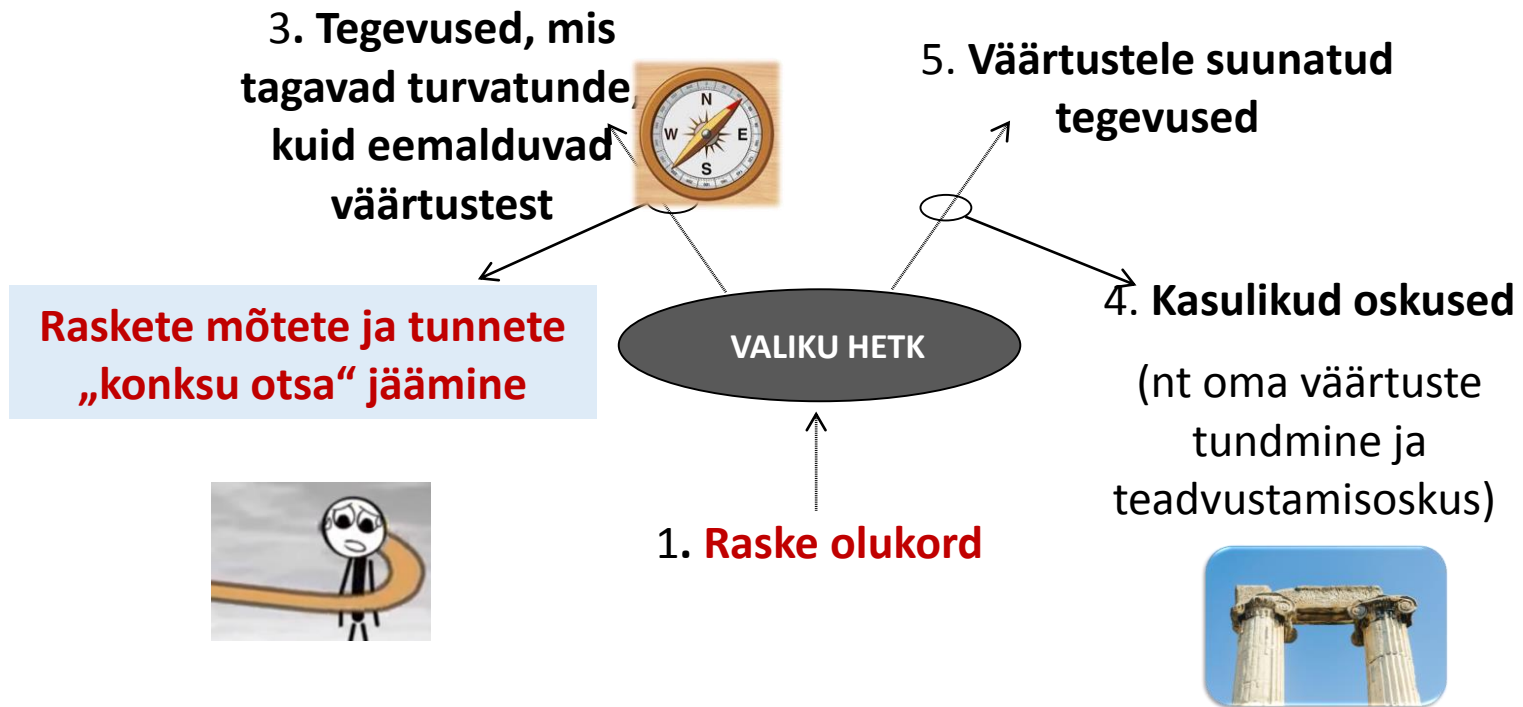 3. Tegevused, mis
tagavad turvatunde,
kuid eemalduvad
väärtustest
N
W
E
S
5. Väärtustele suunatud
tegevused
Raskete mõtete ja tunnete
„konksu otsa“ jäämine
VALIKU HETK
4. Kasulikud oskused
(nt oma väärtuste
tundmine ja
teadvustamisoskus)
1. Raske olukord